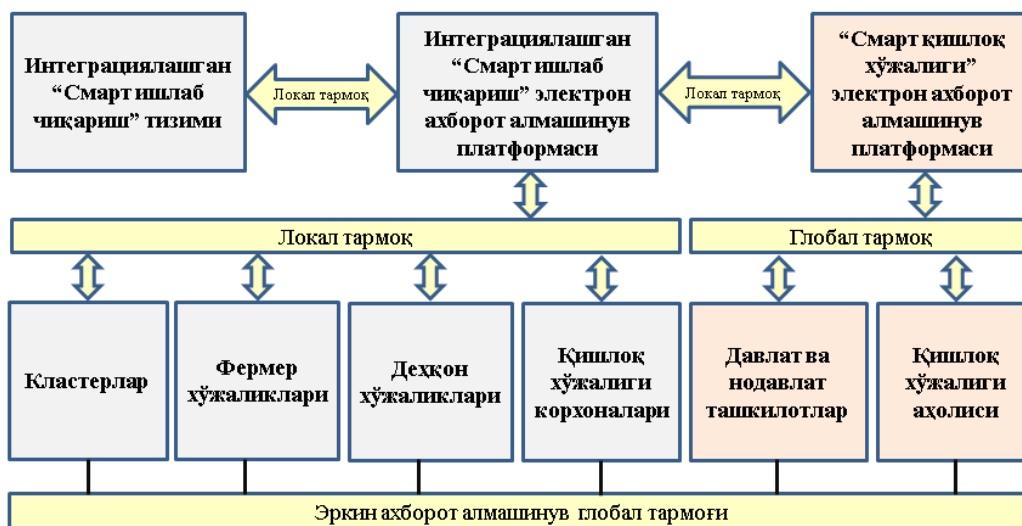 Интеграциялашган
“Смарт ишлаб
чиқариш” тизими
Локал тармоқ
Интеграциялашган
“Смарт ишлаб
чиқариш” электрон
ахборот алмашинув
платформаси
Локал тармоқ
“Смарт қишлоқ
хўжалиги”
электрон ахборот
алмашинув
платформаси
Локал тармоқ
Глобал тармоқ
Кластерлар
Фермер
хўжаликлари
Деҳқон
хўжаликлари
Қишлоқ
хўжалиги
корхоналари
Давлат ва
нодавлат
ташкилотлар
Қишлоқ
хўжалиги
аҳолиси
Эркин ахборот алмашинув глобал тармоғи